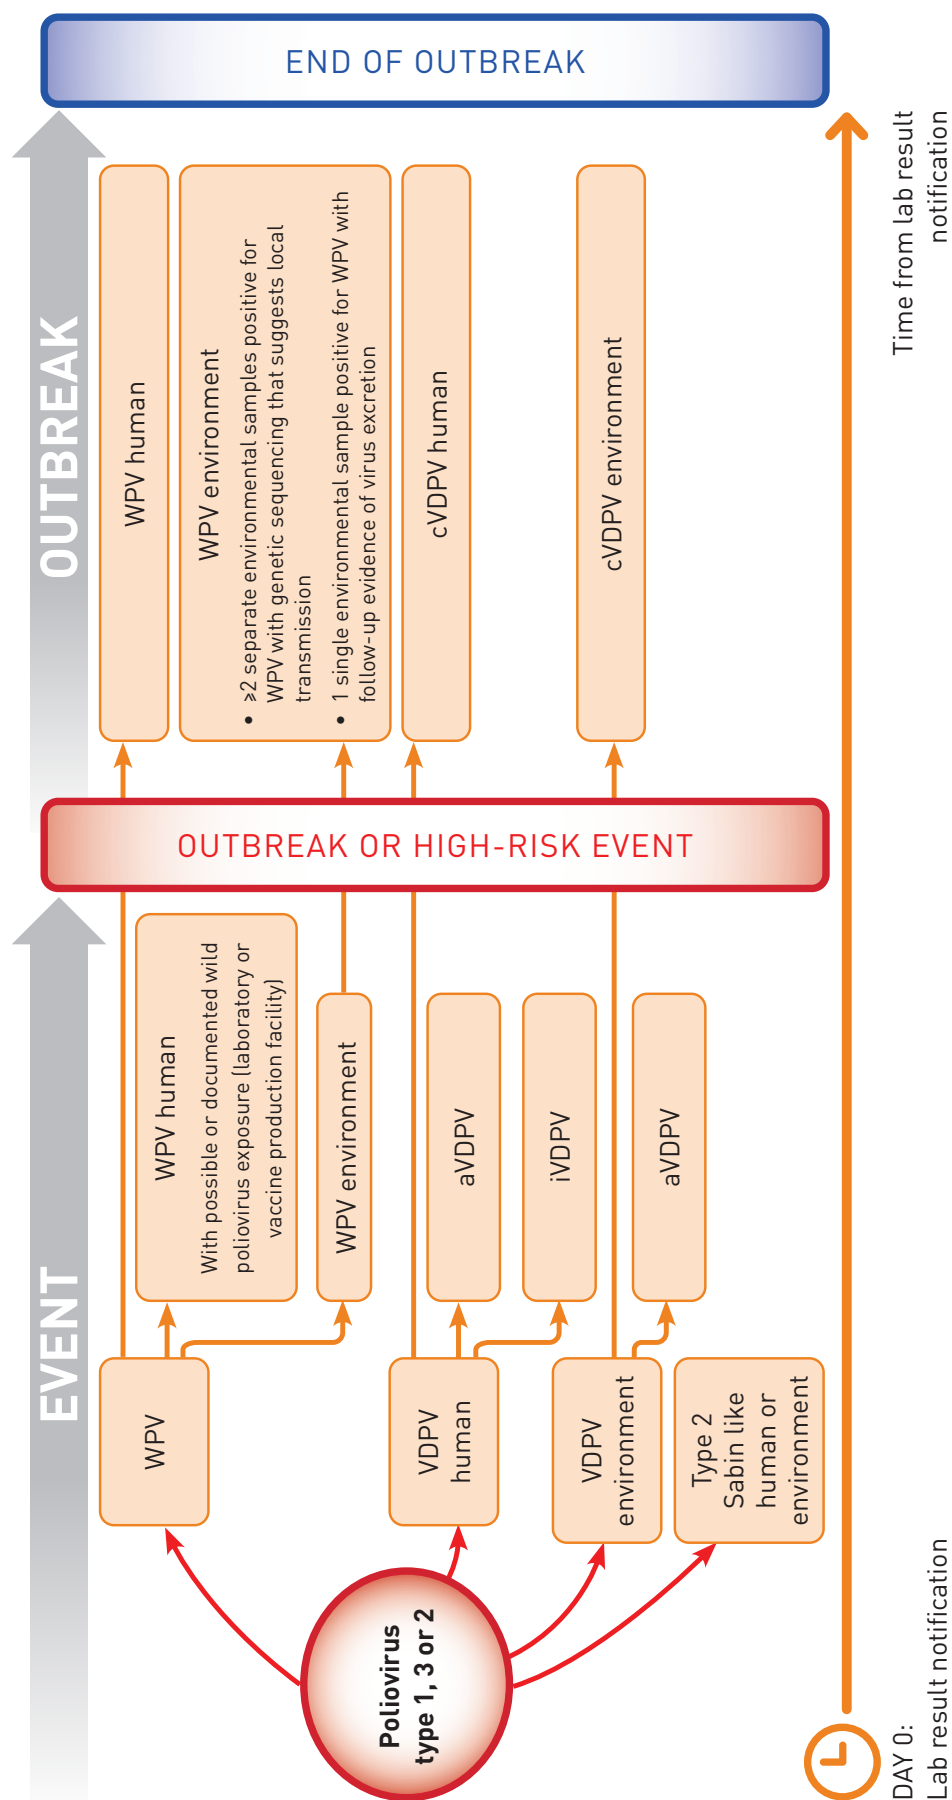 EVENT
OUTBREAK
Poliovirus
type 1, 3 or 2
WPV
WPV human
With possible or documented wild
poliovirus exposure (laboratory or
vaccine production facility)
WPV environment
VDPV
human
aVDPV
iVDPV
VDPV
environment
aVDPV
Type 2
Sabin like
human or
environment
OUTBREAK OR HIGH-RISK EVENT
WPV human
WPV environment
• ≥2 separate environmental samples positive for
WPV with genetic sequencing that suggests local
transmission
• 1 single environmental sample positive for WPV with
follow-up evidence of virus excretion
cVDPV human
cVDPV environment
END OF OUTBREAK
DAY 0:
Lab result notification
Time from lab result
notification